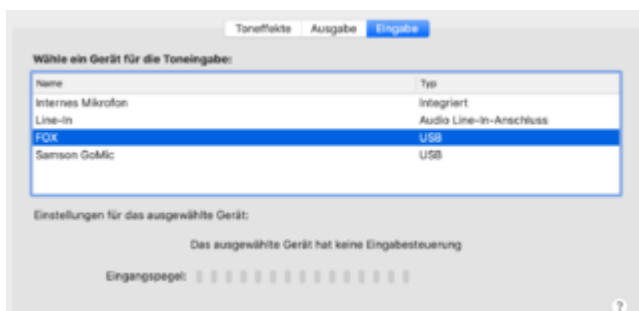 Toneffekte Ausgabe Eingabe
Wähle ein Gerät für die Toneingabe:
Name Typ
Internes Mikrofon Integriert
Line-In Audio Line-In-Anschluss
FOX USB
Samson GoMic USB
Einstellungen für das ausgewählte Gerät:
Das ausgewählte Gerät hat keine Eingabesteuerung
Eingangspegel:
?